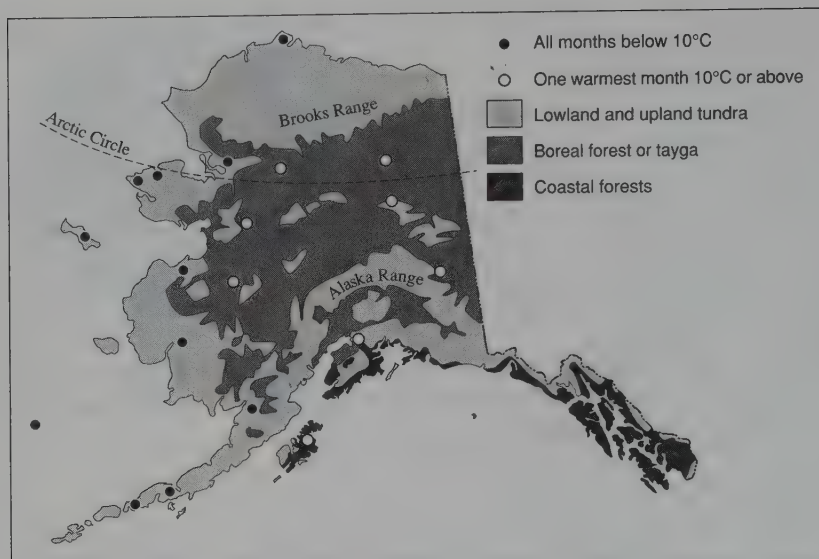 All months below 10°C
One warmest month 10°C or above
Lowland and upland tundra
Boreal forest or tayga
Coastal forests
Brooks Range
Arctic Circle
Alaska Range